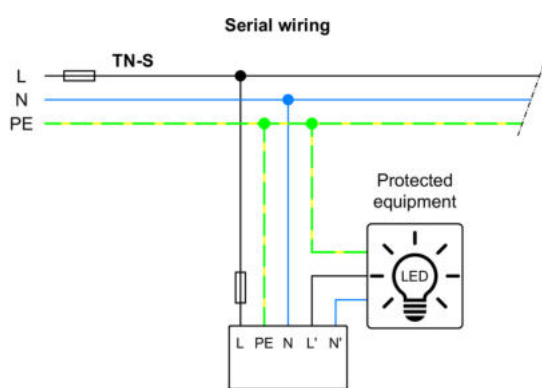 Serial wiring
TN-S
L
N
PE
Protected
equipment
LED
L PE N L' N'